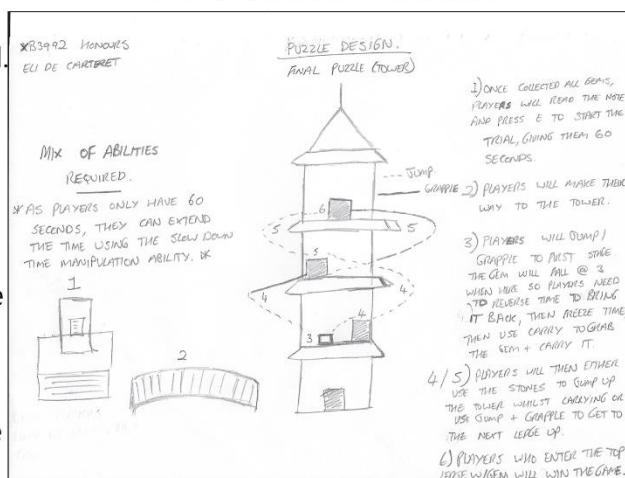 XB3992 HONOURS
ELI DE CARTERET
PUZZLE DESIGN.
FINAL PUZZLE (TOWER)
MIX OF ABILITIES
REQUIRED.
* AS PLAYERS ONLY HAVE 60
SECONDS, THEY CAN EXTEND
THE TIME USING THE SLOW DOWN
TIME MANIPULATION ABILITY. *
1
2
JUMP
GRAPPLE
6
5
5
5
4
4
4
3
1) ONCE COLLECTED ALL GEMS,
PLAYERS WILL READ THE NOTE
AND PRESS E TO START THE
TRIAL, GIVING THEM 60
SECONDS.
2) PLAYERS WILL MAKE THEIR
WAY TO THE TOWER.
3) PLAYERS WILL JUMP /
GRAPPLE TO FIRST STAGE
THE GEM WILL FALL @ 3
WHEN HERE SO PLAYERS NEED
TO REVERSE TIME TO BRING
IT BACK, THEN FREEZE TIME
THEN USE CARRY TO GRAB
THE GEM + CARRY IT.
4/5) PLAYERS WILL THEN EITHER
USE THE STONES TO JUMP UP
THE TOWER WHILST CARRYING OR
USE JUMP + GRAPPLE TO GET TO
THE NEXT LEDGE UP.
6) PLAYERS WHO ENTER THE TOP
LEDGE W/GEM WILL WIN THE GAME.